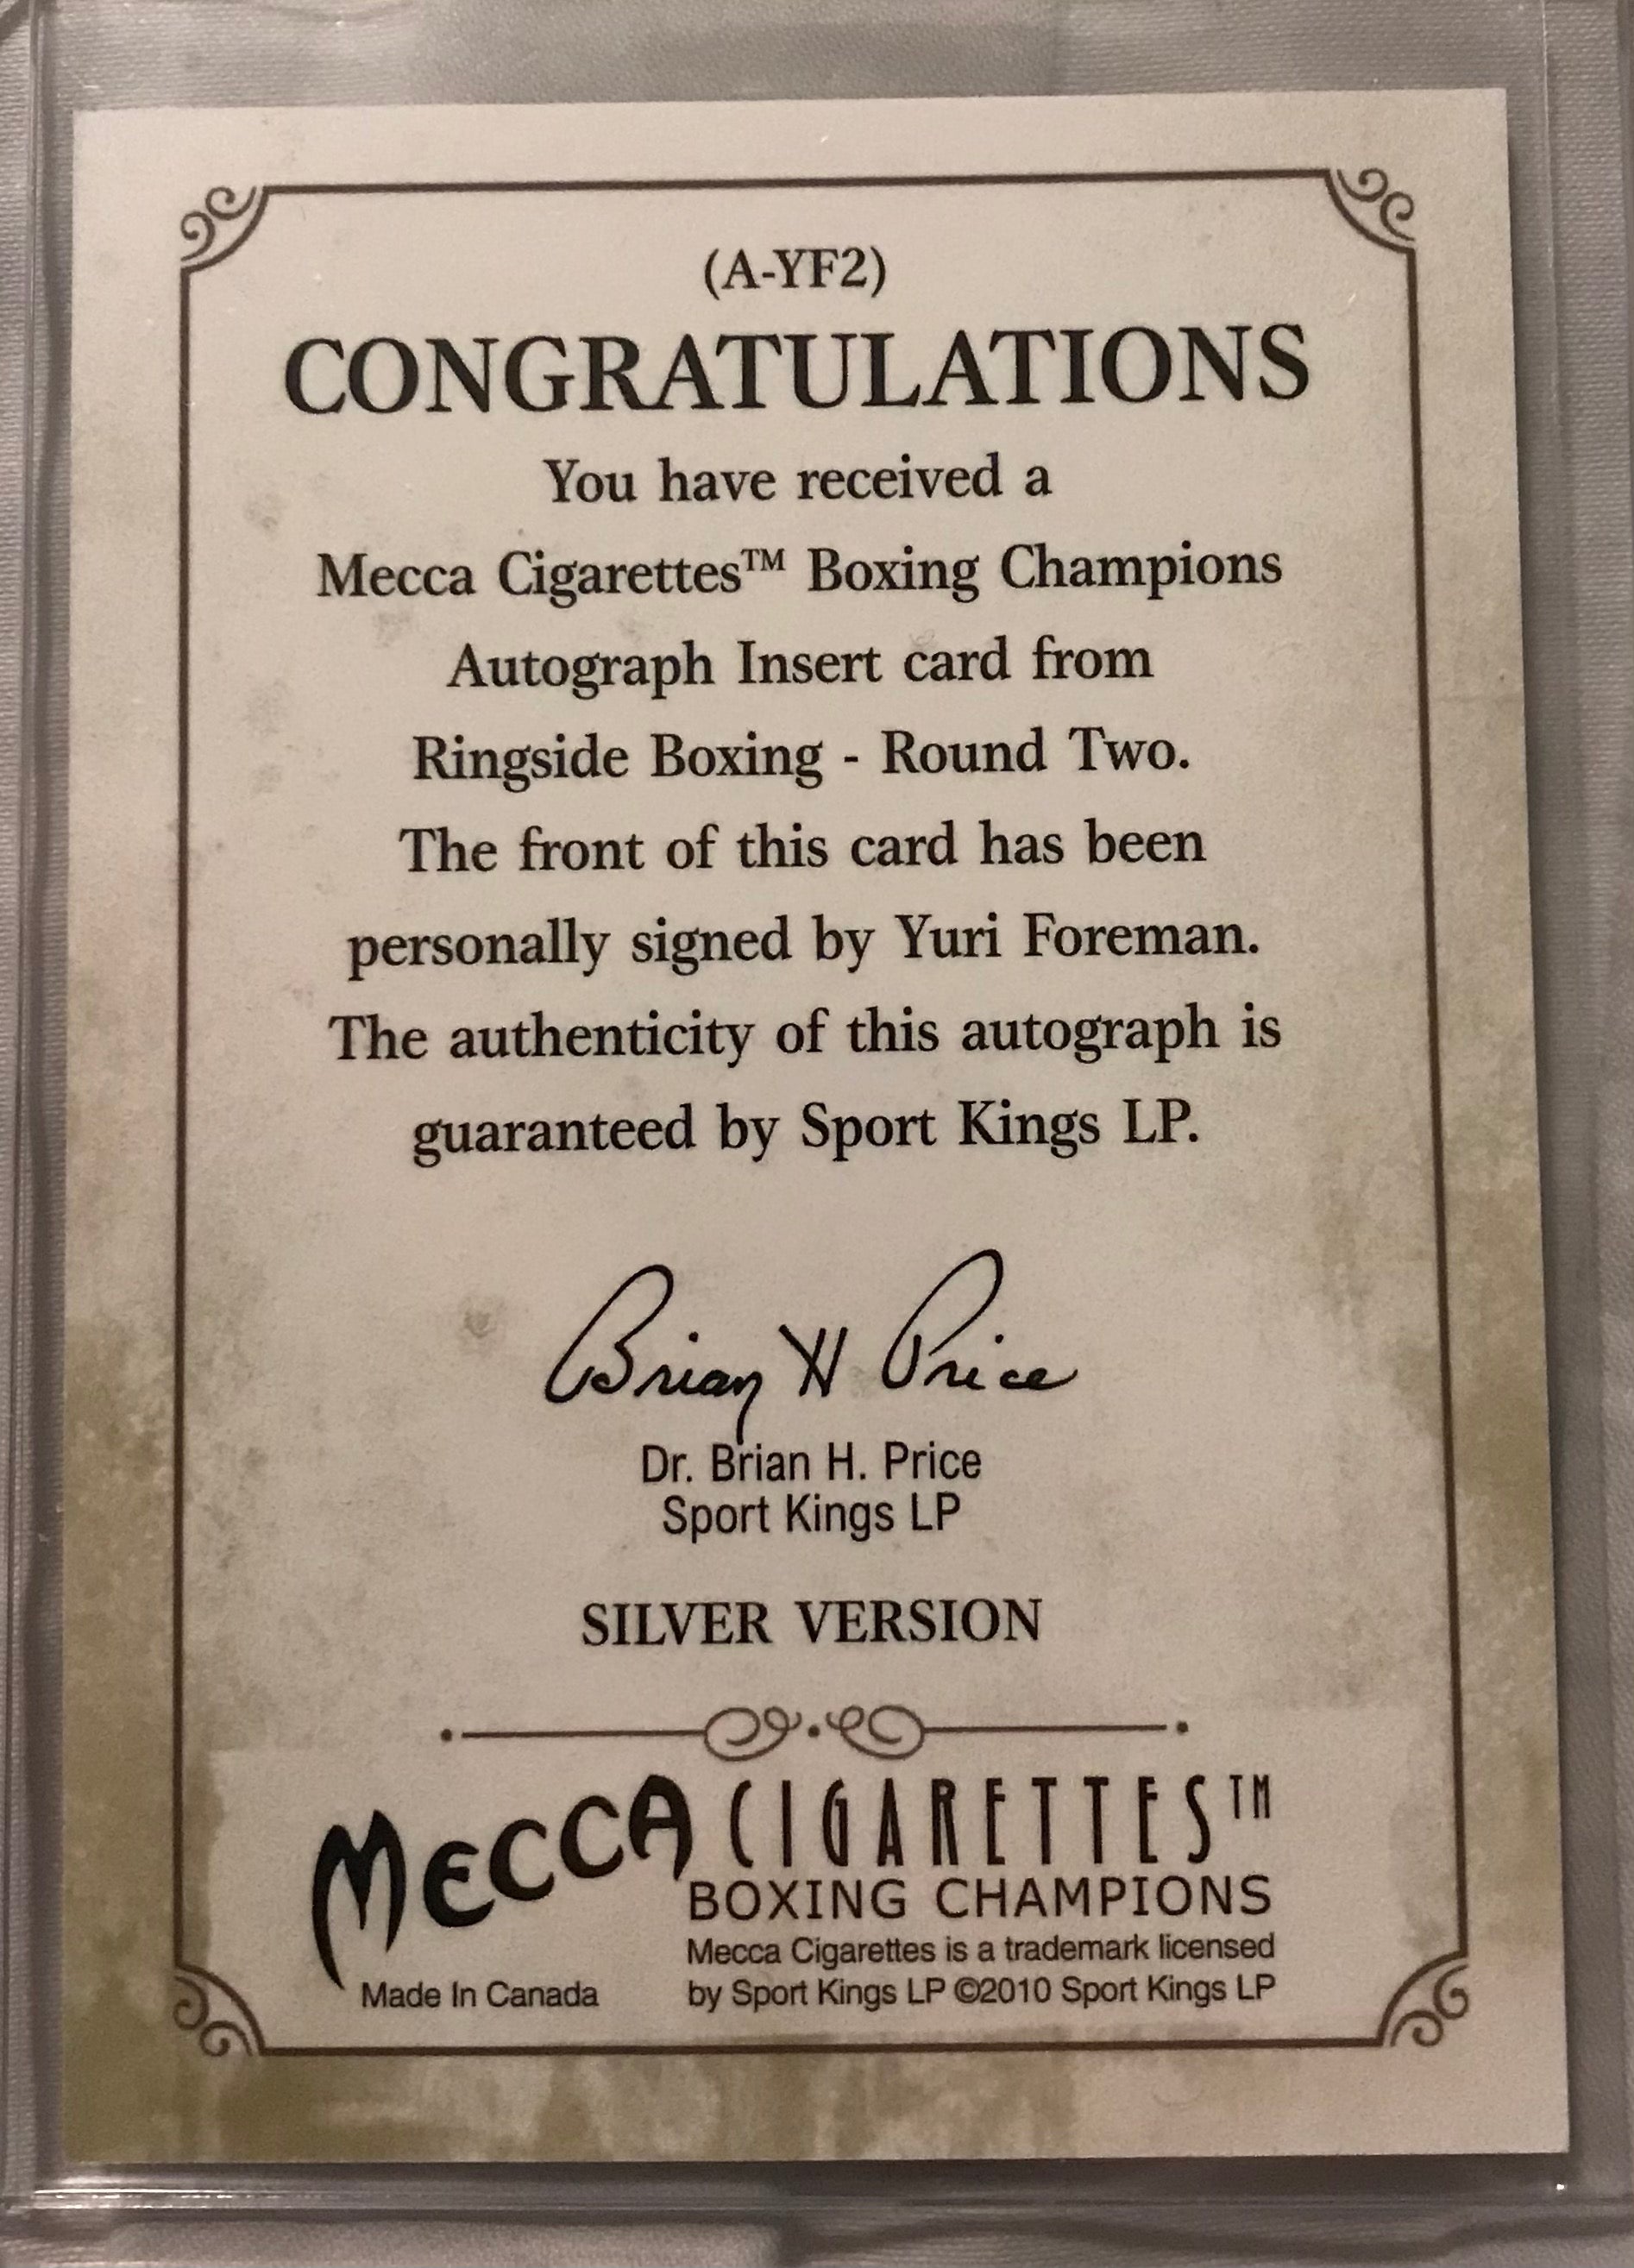 (A-YF2)
CONGRATULATIONS
You have received a
Mecca Cigarettes™ Boxing Champions
Autograph Insert card from
Ringside Boxing - Round Two.
The front of this card has been
personally signed by Yuri Foreman.
The authenticity of this autograph is
guaranteed by Sport Kings LP.
Brian H Price
Dr. Brian H. Price
Sport Kings LP
SILVER VERSION
MECCA CIGARETTES™
BOXING CHAMPIONS
Mecca Cigarettes is a trademark licensed
Made In Canada by Sport Kings LP ©2010 Sport Kings LP